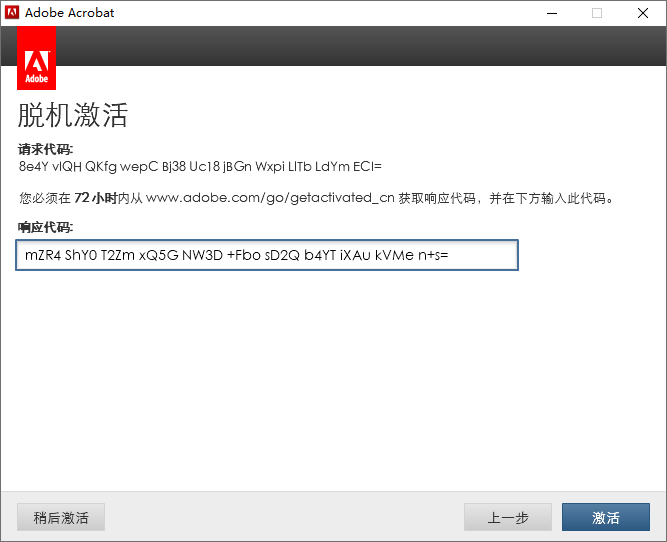 Adobe Acrobat
Adobe
脱机激活
请求代码:
8e4Y vIQH QKfg wepC Bj38 Uc18 jBGn Wxpi LlTb LdYm ECI=
您必须在 72 小时内从 www.adobe.com/go/getactivated_cn 获取响应代码，并在下方输入此代码。
响应代码:
mZR4 ShY0 T2Zm xQ5G NW3D +Fbo sD2Q b4YT iXAu kVMe n+s=
稍后激活
上一步
激活